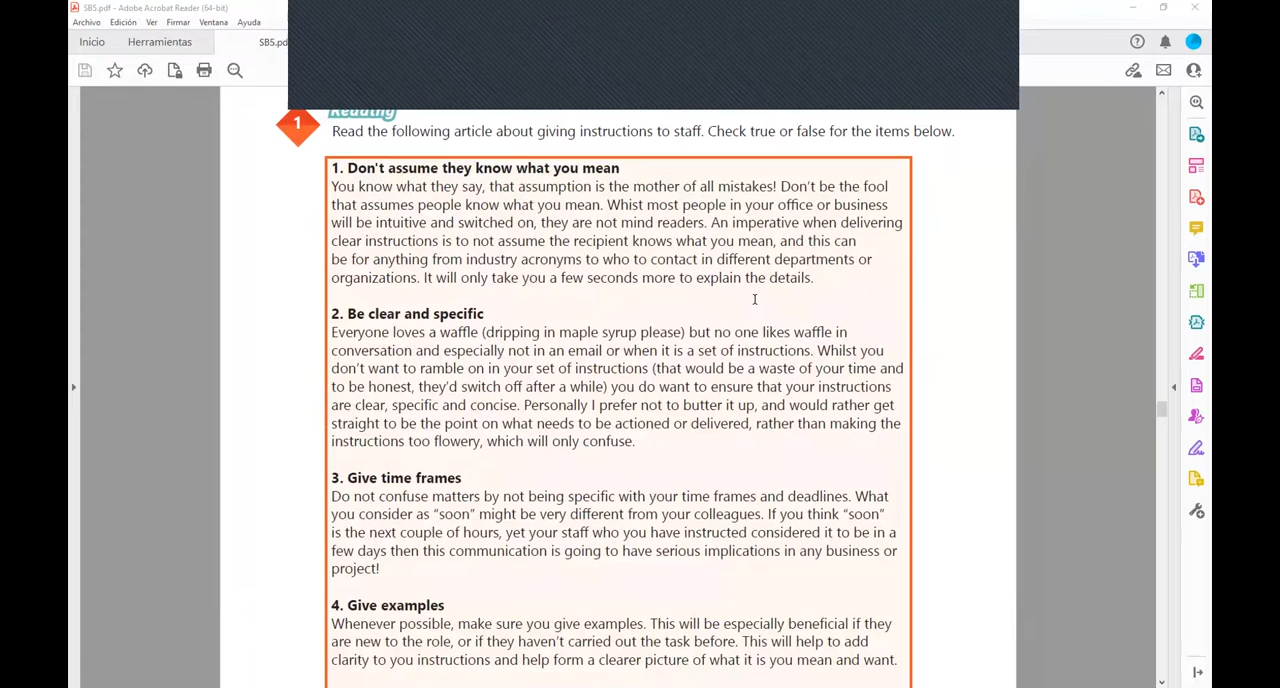 SB5.pdf - Adobe Acrobat Reader (64-bit)
Archivo Edición Ver Firmar Ventana Ayuda
Inicio Herramientas SB5.pd
Reading
1 Read the following article about giving instructions to staff. Check true or false for the items below.
1. Don't assume they know what you mean
You know what they say, that assumption is the mother of all mistakes! Don't be the fool
that assumes people know what you mean. Whist most people in your office or business
will be intuitive and switched on, they are not mind readers. An imperative when delivering
clear instructions is to not assume the recipient knows what you mean, and this can
be for anything from industry acronyms to who to contact in different departments or
organizations. It will only take you a few seconds more to explain the details.
2. Be clear and specific
Everyone loves a waffle (dripping in maple syrup please) but no one likes waffle in
conversation and especially not in an email or when it is a set of instructions. Whilst you
don't want to ramble on in your set of instructions (that would be a waste of your time and
to be honest, they'd switch off after a while) you do want to ensure that your instructions
are clear, specific and concise. Personally I prefer not to butter it up, and would rather get
straight to be the point on what needs to be actioned or delivered, rather than making the
instructions too flowery, which will only confuse.
3. Give time frames
Do not confuse matters by not being specific with your time frames and deadlines. What
you consider as “soon” might be very different from your colleagues. If you think “soon”
is the next couple of hours, yet your staff who you have instructed considered it to be in a
few days then this communication is going to have serious implications in any business or
project!
4. Give examples
Whenever possible, make sure you give examples. This will be especially beneficial if they
are new to the role, or if they haven't carried out the task before. This will help to add
clarity to you instructions and help form a clearer picture of what it is you mean and want.